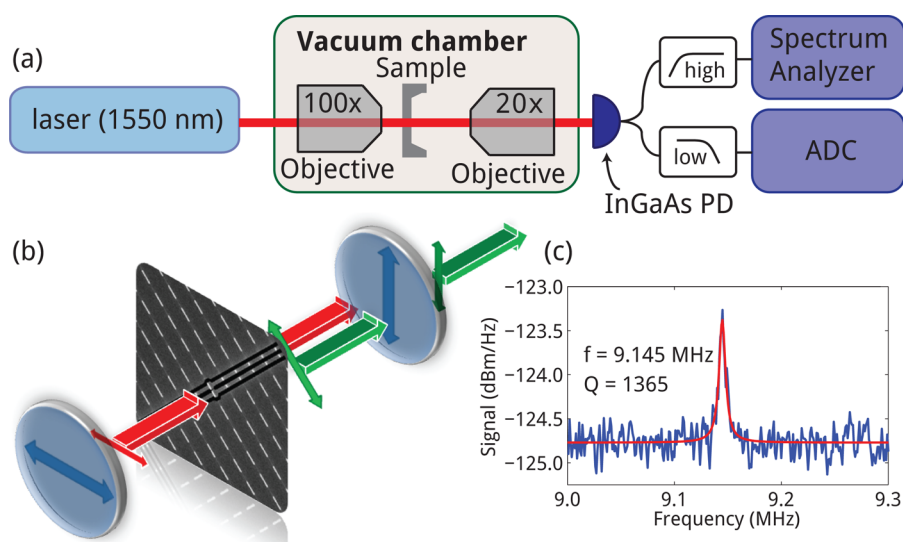 (a)
laser (1550 nm)
Vacuum chamber
Sample
100x
Objective
20x
Objective
InGaAs PD
high
low
Spectrum
Analyzer
ADC
(b)
(c)
−123.0
−123.5
−124.0
−124.5
−125.0
Signal (dBm/Hz)
f = 9.145 MHz
Q = 1365
9.0
9.1
9.2
9.3
Frequency (MHz)